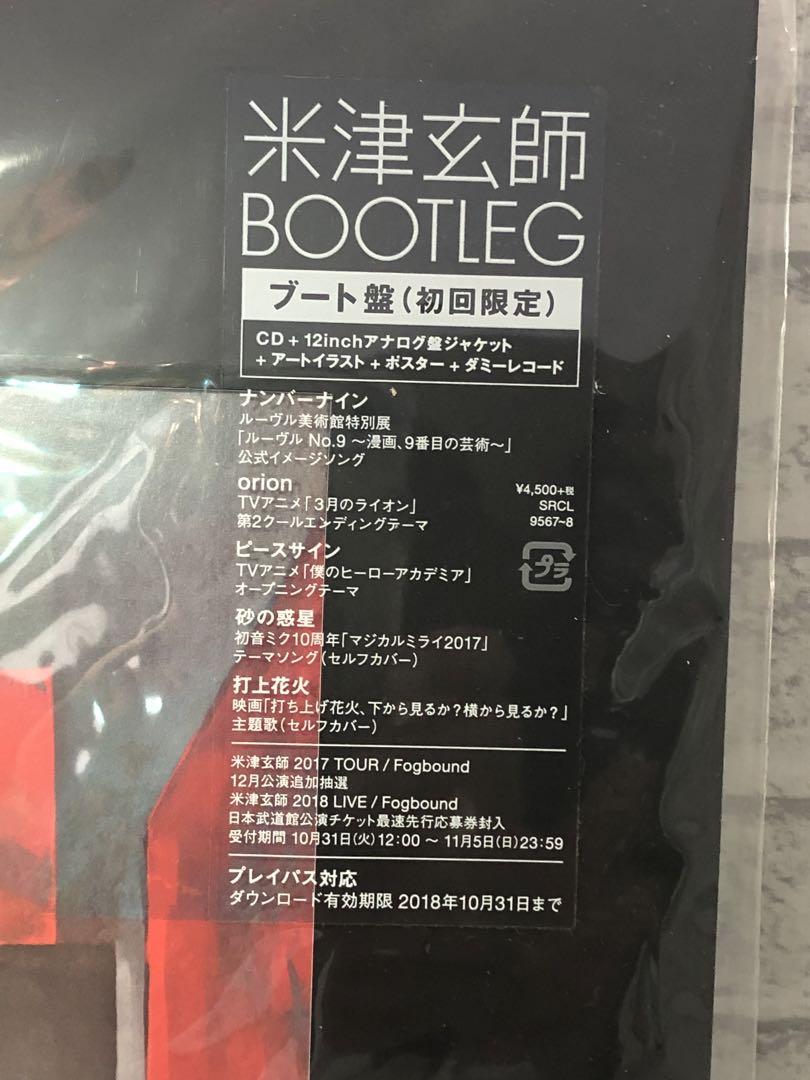 米津玄師
BOOTLEG
ブート盤(初回限定)
CD + 12inchアナログ盤ジャケット
+ アートイラスト + ポスター + ダミーレコード
ナンバーナイン
ルーヴル美術館特別展
「ルーヴル No.9 ～漫画、9番目の芸術～」
公式イメージソング
orion
TVアニメ「3月のライオン」
第2クールエンディングテーマ
¥4,500+税
SRCL
9567~8
ピースサイン
TVアニメ「僕のヒーローアカデミア」
オープニングテーマ
プラ
砂の惑星
初音ミク10周年「マジカルミライ2017」
テーマソング(セルフカバー)
打上花火
映画「打ち上げ花火、下から見るか?横から見るか?」
主題歌(セルフカバー)
米津玄師 2017 TOUR / Fogbound
12月公演追加抽選
米津玄師 2018 LIVE / Fogbound
日本武道館公演チケット最速先行応募券封入
受付期間 10月31日(火)12:00 ～ 11月5日(日)23:59
プレイパス対応
ダウンロード有効期限 2018年10月31日まで